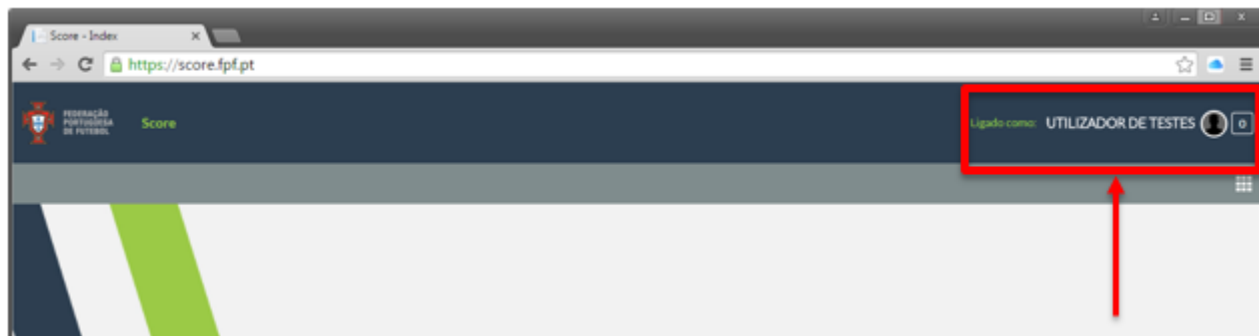 Score - Index
https://score.fpf.pt
FEDERAÇÃO
PORTUGUESA
DE FUTEBOL
Score
Ligado como: UTILIZADOR DE TESTES 0